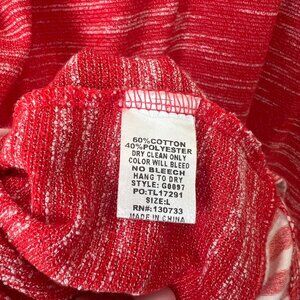 60%COTTON
40%POLYESTER
DRY CLEAN ONLY
COLOR WILL BLEED
NO BLEECH
HANG TO DRY
STYLE: G0097
PO:TL17291
SIZE:L
RN#:130733
MADE IN CHINA